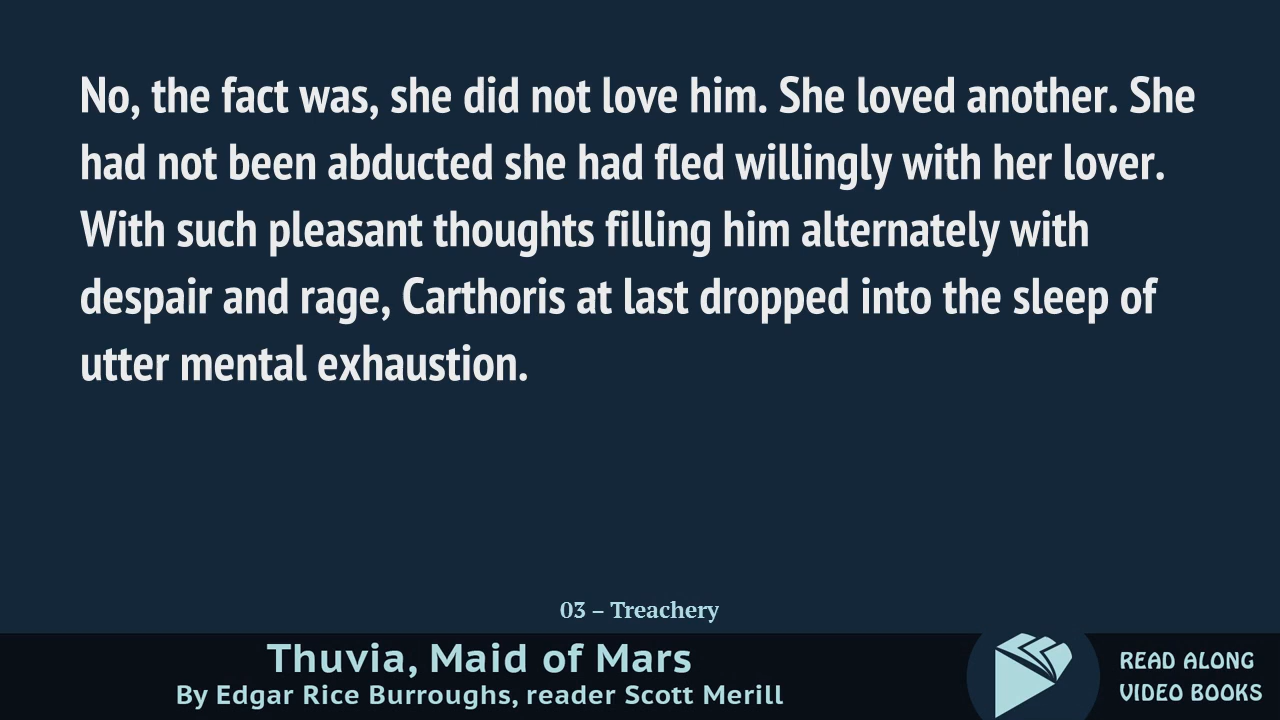 No, the fact was, she did not love him. She loved another. She
had not been abducted she had fled willingly with her lover.
With such pleasant thoughts filling him alternately with
despair and rage, Carthoris at last dropped into the sleep of
utter mental exhaustion.
03 – Treachery
Thuvia, Maid of Mars
By Edgar Rice Burroughs, reader Scott Merill
READ ALONG
VIDEO BOOKS